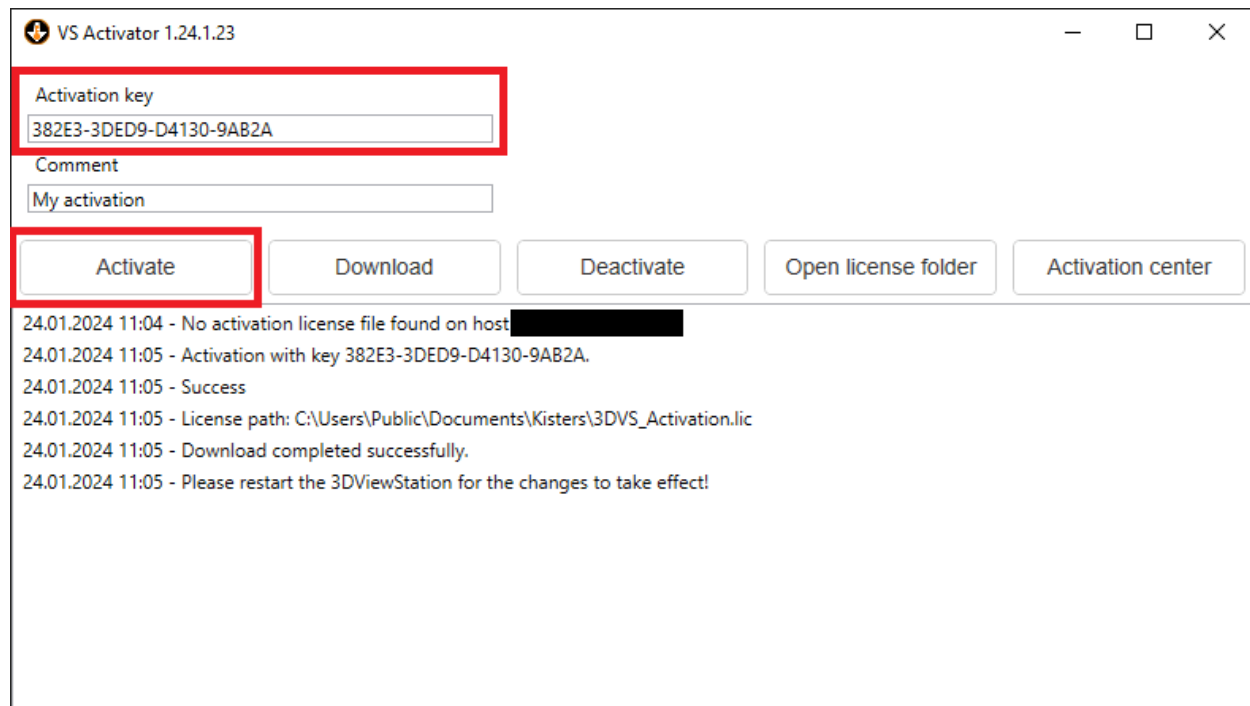 VS Activator 1.24.1.23
Activation key
382E3-3DED9-D4130-9AB2A
Comment
My activation
Activate Download Deactivate Open license folder Activation center
24.01.2024 11:04 - No activation license file found on host
24.01.2024 11:05 - Activation with key 382E3-3DED9-D4130-9AB2A.
24.01.2024 11:05 - Success
24.01.2024 11:05 - License path: C:\Users\Public\Documents\Kisters\3DVS_Activation.lic
24.01.2024 11:05 - Download completed successfully.
24.01.2024 11:05 - Please restart the 3DViewStation for the changes to take effect!